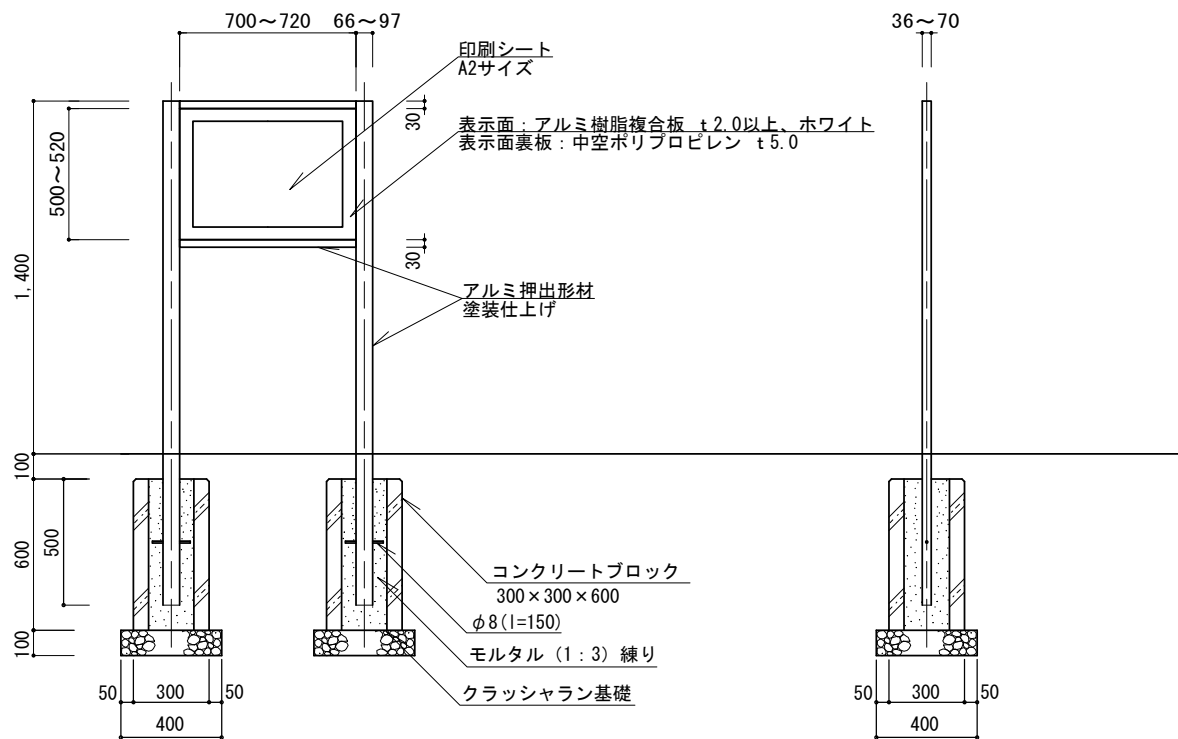 700～720
66～97
36～70
印刷シート
A2サイズ
30
表示面：アルミ樹脂複合板 t2.0以上、ホワイト
表示面裏板：中空ポリプロピレン t5.0
500～520
30
1,400
アルミ押出形材
塗装仕上げ
100
600
500
コンクリートブロック
300×300×600
φ8(l=150)
100
モルタル（1：3）練り
クラッシャラン基礎
50
300
50
400
50
300
50
400